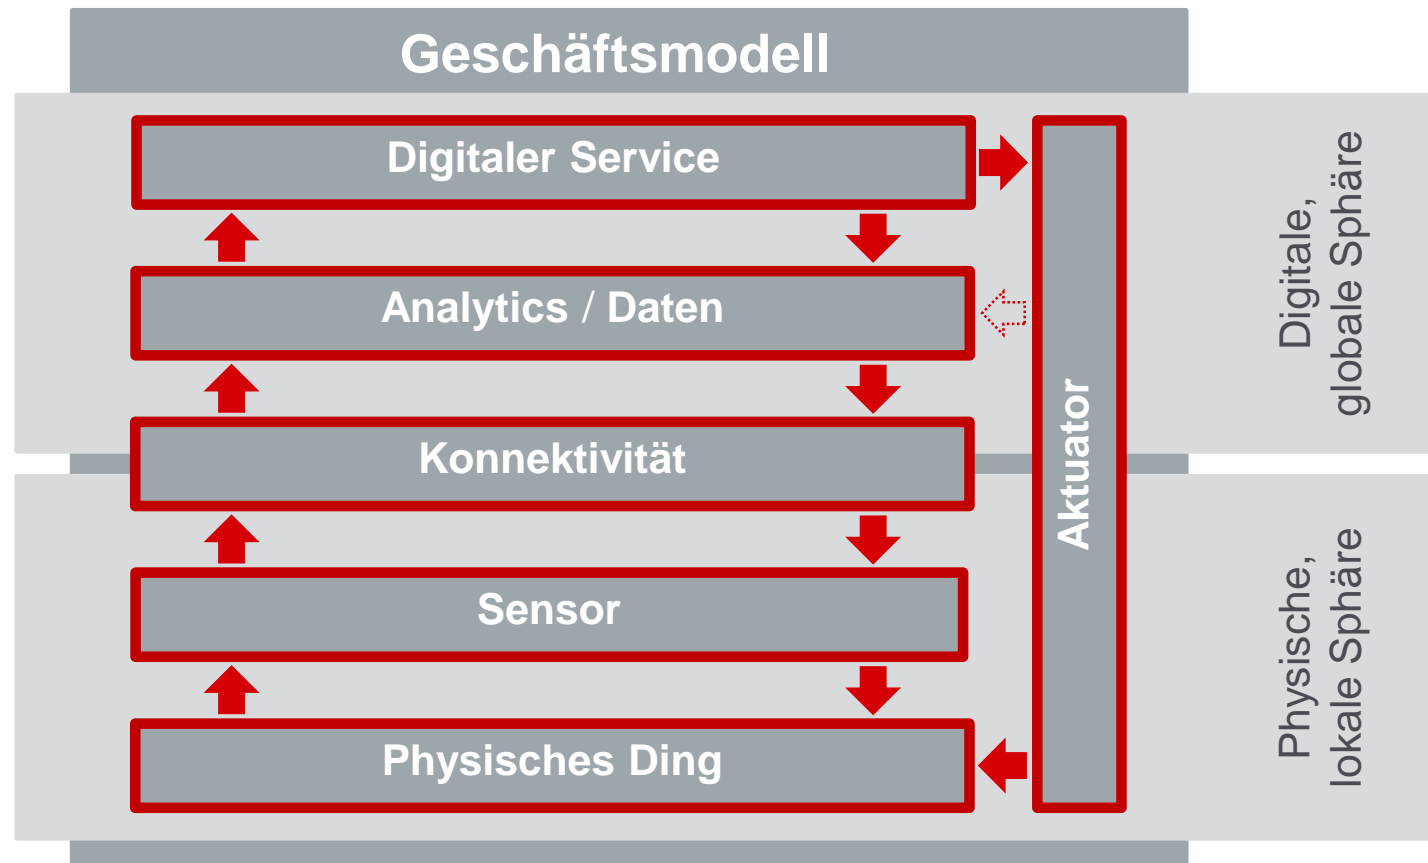 Geschäftsmodell
Digitaler Service
Analytics / Daten
Konnektivität
Sensor
Physisches Ding
Aktuator
Digitale,
globale Sphäre
Physische,
lokale Sphäre